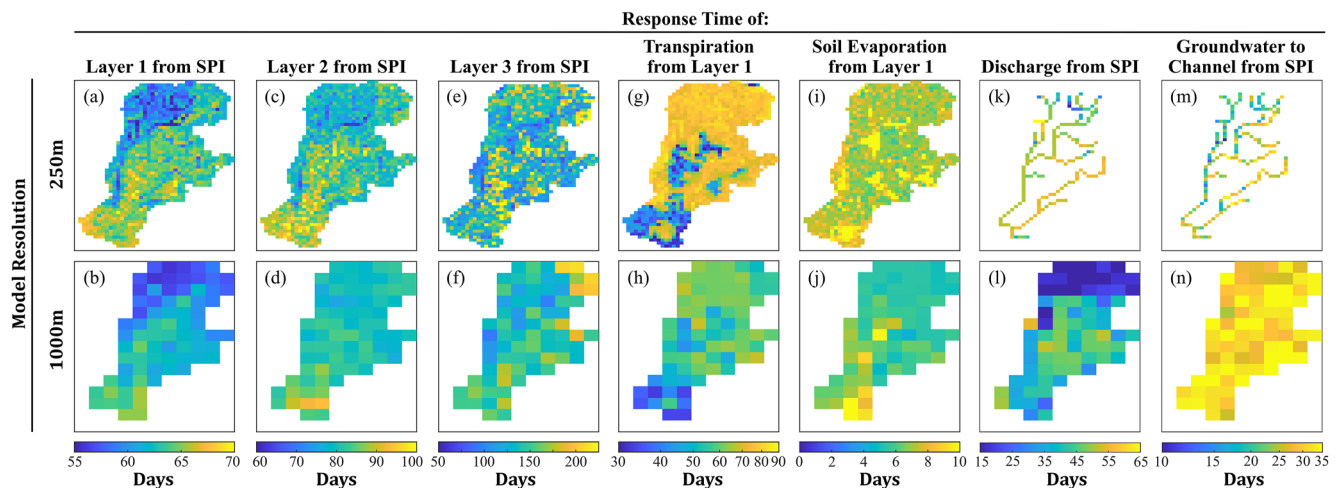 Response Time of:
Transpiration Soil Evaporation Groundwater to
Layer 1 from SPI Layer 2 from SPI Layer 3 from SPI from Layer 1 from Layer 1 Discharge from SPI Channel from SPI
(a) (c) (e) (g) (i) (k) (m)
250m
Model Resolution
(b) (d) (f) (h) (j) (l) (n)
1000m
55 60 65 70 60 70 80 90 100 50 100 150 200 30 40 50 60 70 80 90 0 2 4 6 8 10 15 25 35 45 55 65 10 15 20 25 30 35
Days Days Days Days Days Days Days